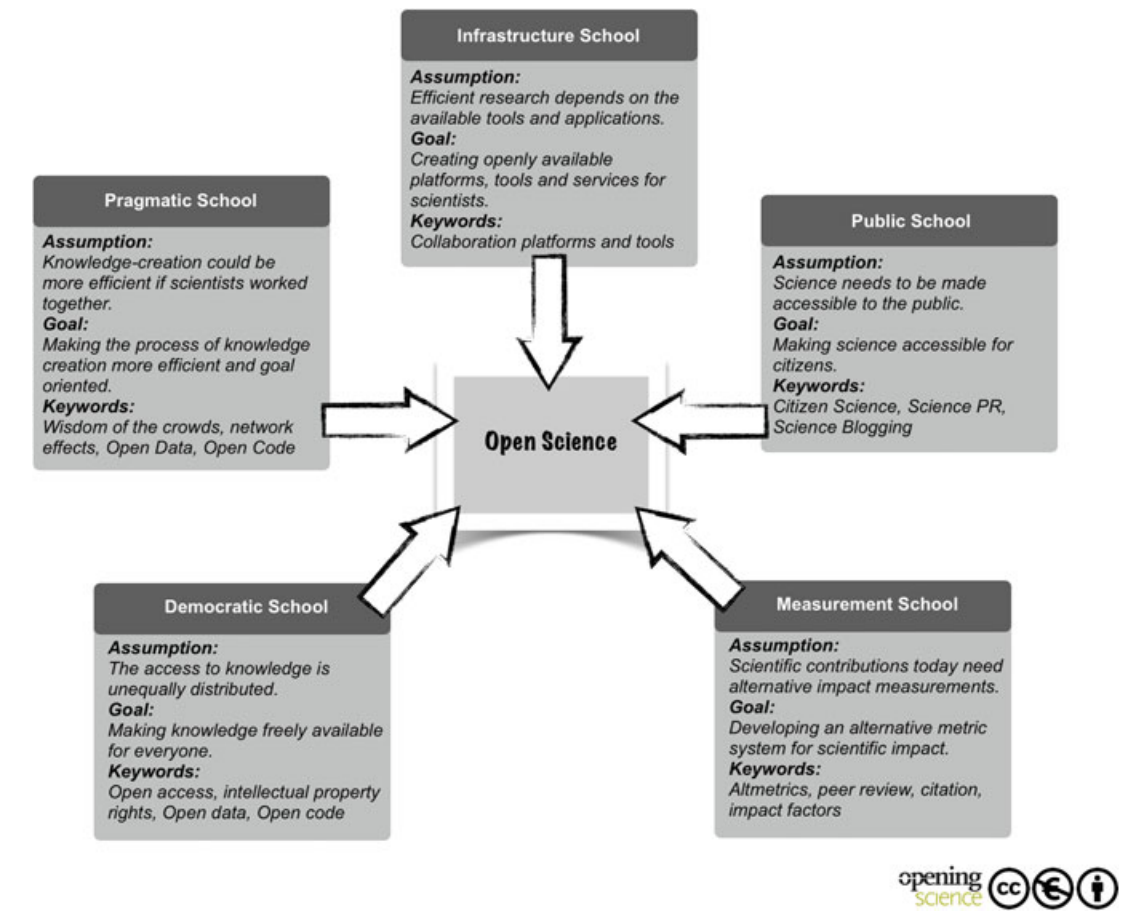 Infrastructure School
Assumption:
Efficient research depends on the
available tools and applications.
Goal:
Creating openly available
platforms, tools and services for
scientists.
Keywords:
Collaboration platforms and tools
Pragmatic School
Assumption:
Knowledge-creation could be
more efficient if scientists worked
together.
Goal:
Making the process of knowledge
creation more efficient and goal
oriented.
Keywords:
Wisdom of the crowds, network
effects, Open Data, Open Code
Public School
Assumption:
Science needs to be made
accessible to the public.
Goal:
Making science accessible for
citizens.
Keywords:
Citizen Science, Science PR,
Science Blogging
Open Science
Democratic School
Assumption:
The access to knowledge is
unequally distributed.
Goal:
Making knowledge freely available
for everyone.
Keywords:
Open access, intellectual property
rights, Open data, Open code
Measurement School
Assumption:
Scientific contributions today need
alternative impact measurements.
Goal:
Developing an alternative metric
system for scientific impact.
Keywords:
Altmetrics, peer review, citation,
impact factors
opening
science
cc
€